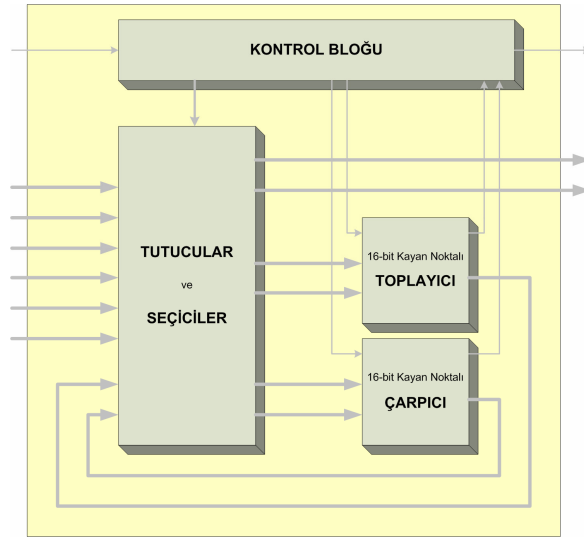 KONTROL BLOĞU
TUTUCULAR
ve
SEÇİCİLER
16-bit Kayan Noktalı
TOPLAYICI
16-bit Kayan Noktalı
ÇARPICI